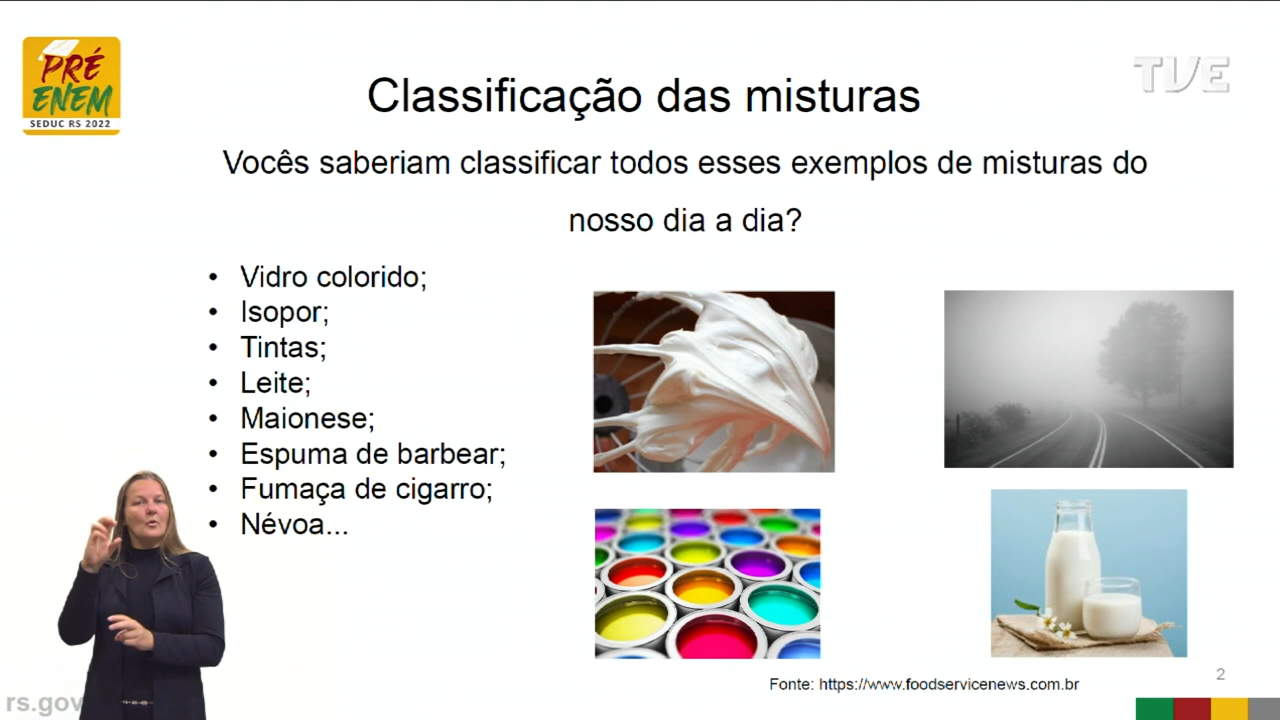 PRÉ
ENEM
SEDUC RS 2022
TVE
Classificação das misturas
Vocês saberiam classificar todos esses exemplos de misturas do
nosso dia a dia?
• Vidro colorido;
• Isopor;
• Tintas;
• Leite;
• Maionese;
• Espuma de barbear;
• Fumaça de cigarro;
• Névoa...
Fonte: https://www.foodservicenews.com.br
2
rs.gov